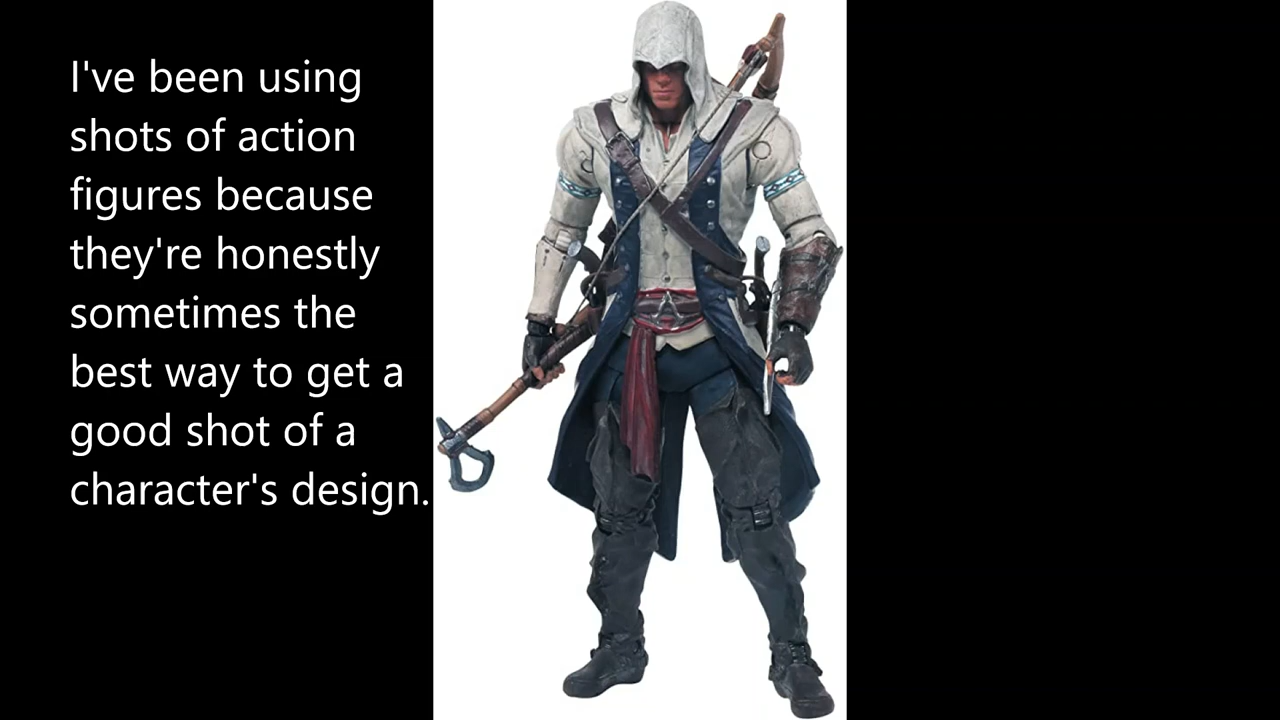 I've been using
shots of action
figures because
they're honestly
sometimes the
best way to get a
good shot of a
character's design.